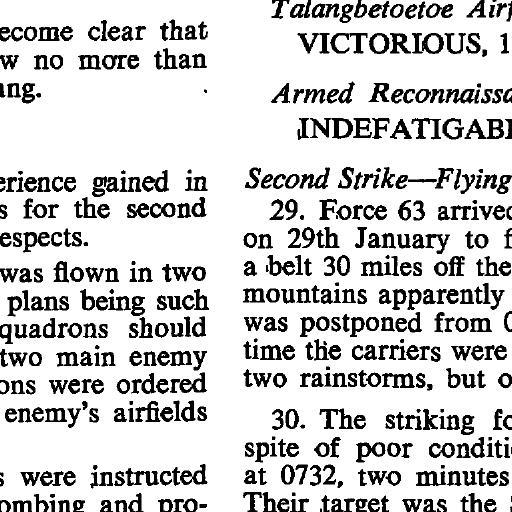 ecome clear that
w no more than
ang.
erience gained in
s for the second
espects.
was flown in two
plans being such
quadrons should
two main enemy
ons were ordered
enemy's airfields
s were instructed
ombing and pro-
Talangbetoetoe Airf
VICTORIOUS, 1
Armed Reconnaissa
INDEFATIGABL
Second Strike—Flying
29. Force 63 arrived
on 29th January to f
a belt 30 miles off the
mountains apparently
was postponed from 0
time the carriers were
two rainstorms, but o
30. The striking fo
spite of poor conditi
at 0732, two minutes
Their target was the S